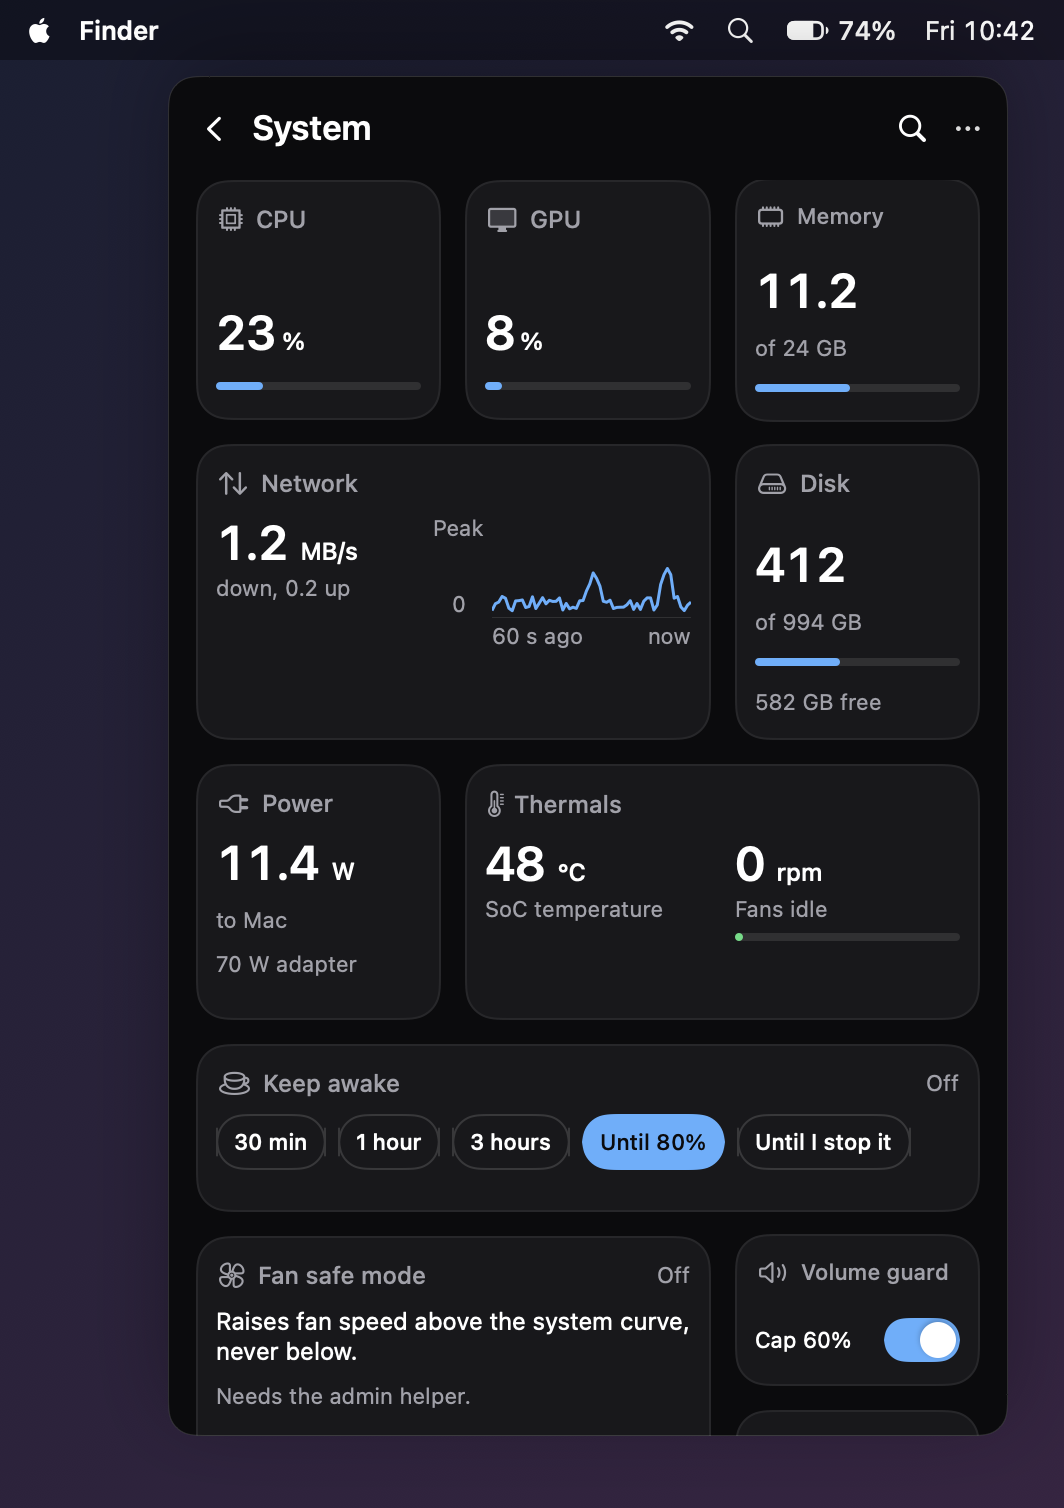 Finder
74%
Fri 10:42
System
CPU
23 %
GPU
8 %
Memory
11.2
of 24 GB
Network
1.2 MB/s
down, 0.2 up
Peak
0
60 s ago
now
Disk
412
of 994 GB
582 GB free
Power
11.4 W
to Mac
70 W adapter
Thermals
48 °C
SoC temperature
0 rpm
Fans idle
Keep awake
Off
30 min
1 hour
3 hours
Until 80%
Until I stop it
Fan safe mode
Off
Raises fan speed above the system curve,
never below.
Needs the admin helper.
Volume guard
Cap 60%